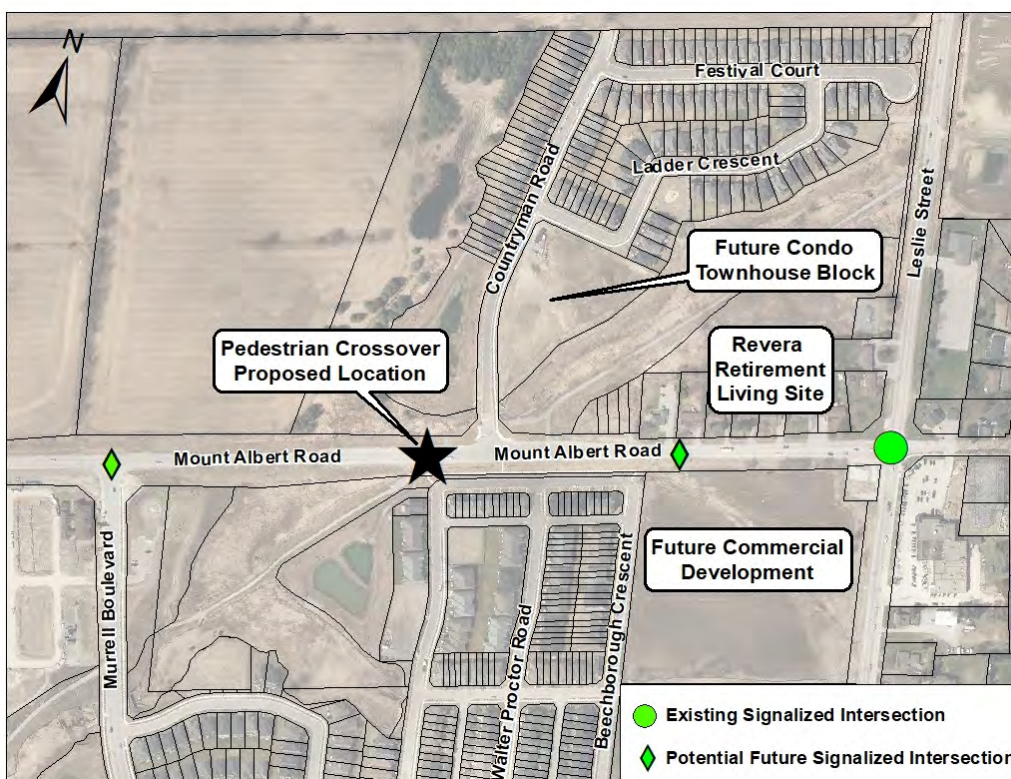 N
Festival Court
Ladder Crescent
Countryman Road
Leslie Street
Future Condo
Townhouse Block
Pedestrian Crossover
Proposed Location
Revera
Retirement
Living Site
Mount Albert Road
Mount Albert Road
Murrell Boulevard
Walter Proctor Road
Beechborough Crescent
Future Commercial
Development
Existing Signalized Intersection
Potential Future Signalized Intersection